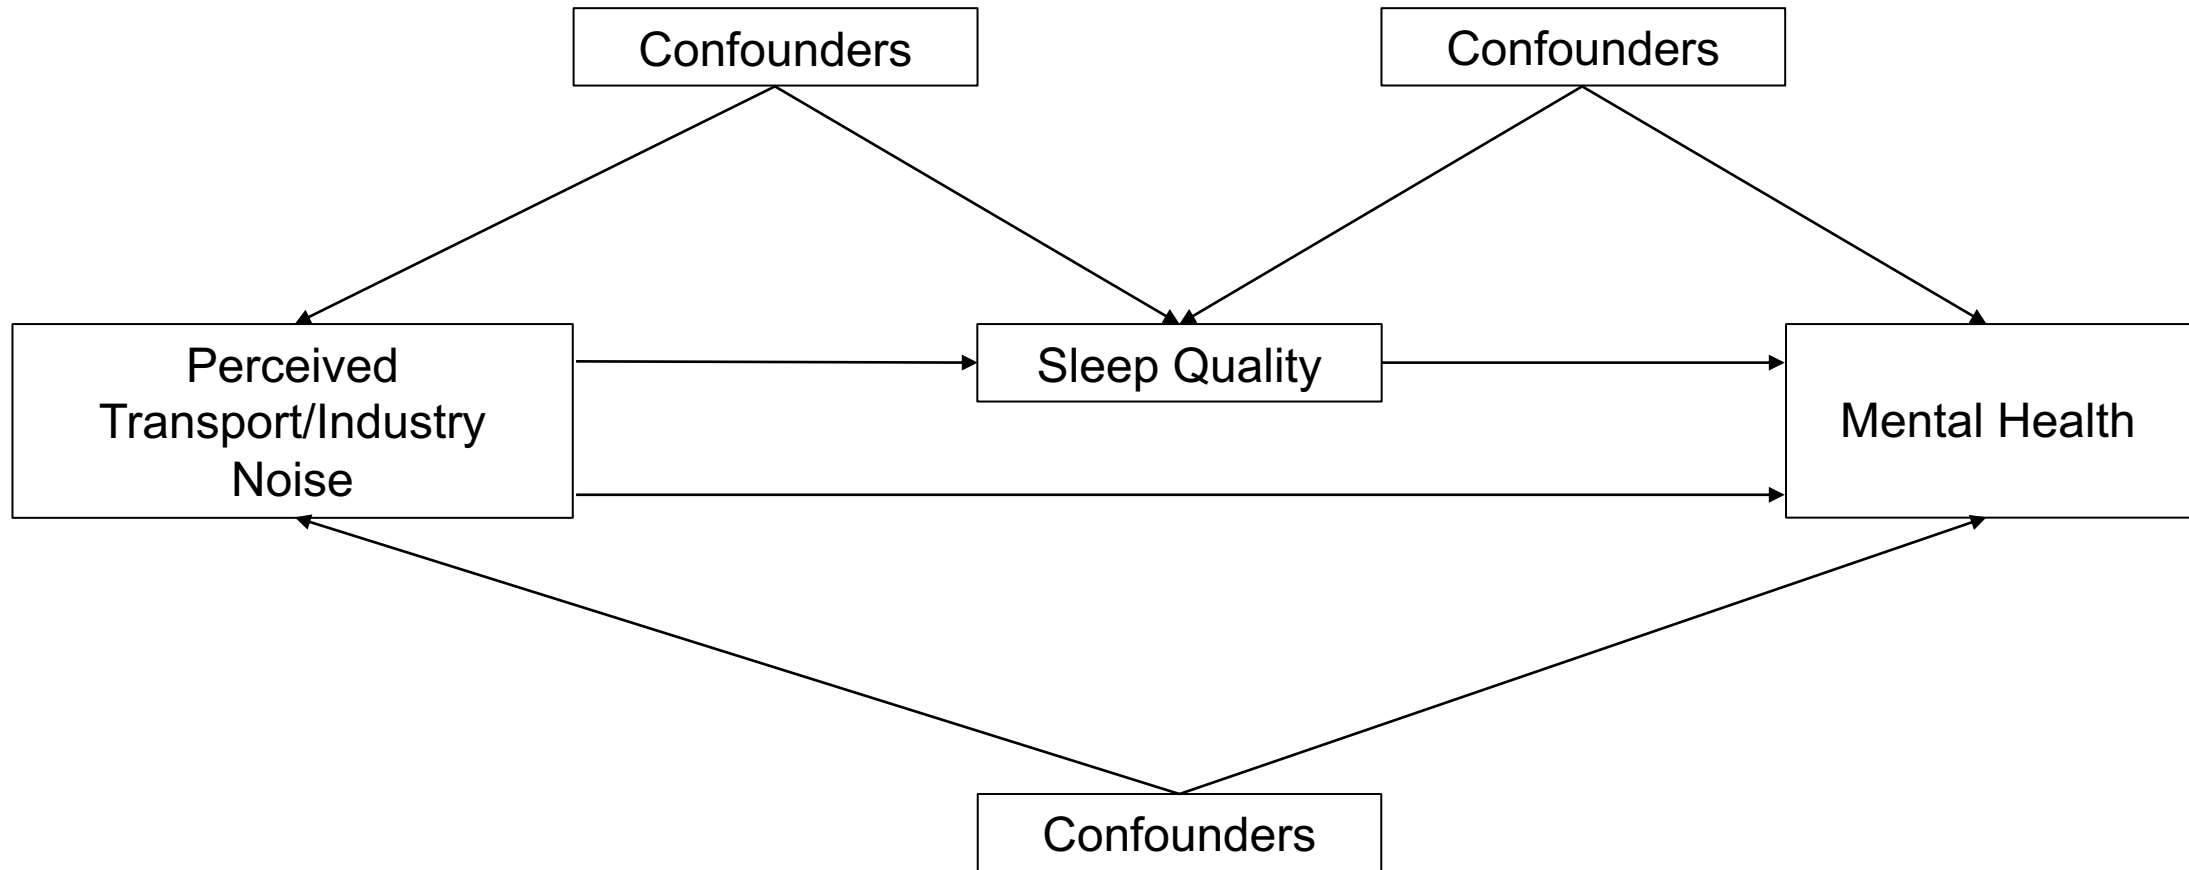 Confounders
Confounders
Perceived
Transport/Industry
Noise
Sleep Quality
Mental Health
Confounders